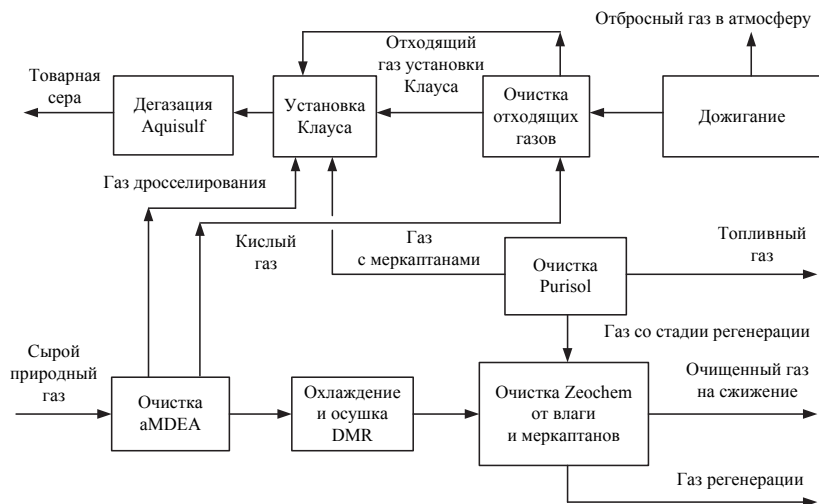 Отбросный газ в атмосферу
Отходящий
газ установки
Клауса
Товарная
сера
Дегазация
Aquisulf
Установка
Клауса
Очистка
отходящих
газов
Дожигание
Газ дросселирования
Кислый
газ
Газ
с меркаптанами
Очистка
Purisol
Топливный
газ
Газ со стадии регенерации
Сырой
природный
газ
Очистка
aMDEA
Охлаждение
и осушка
DMR
Очистка Zeochem
от влаги
и меркаптанов
Очищенный газ
на сжижение
Газ регенерации